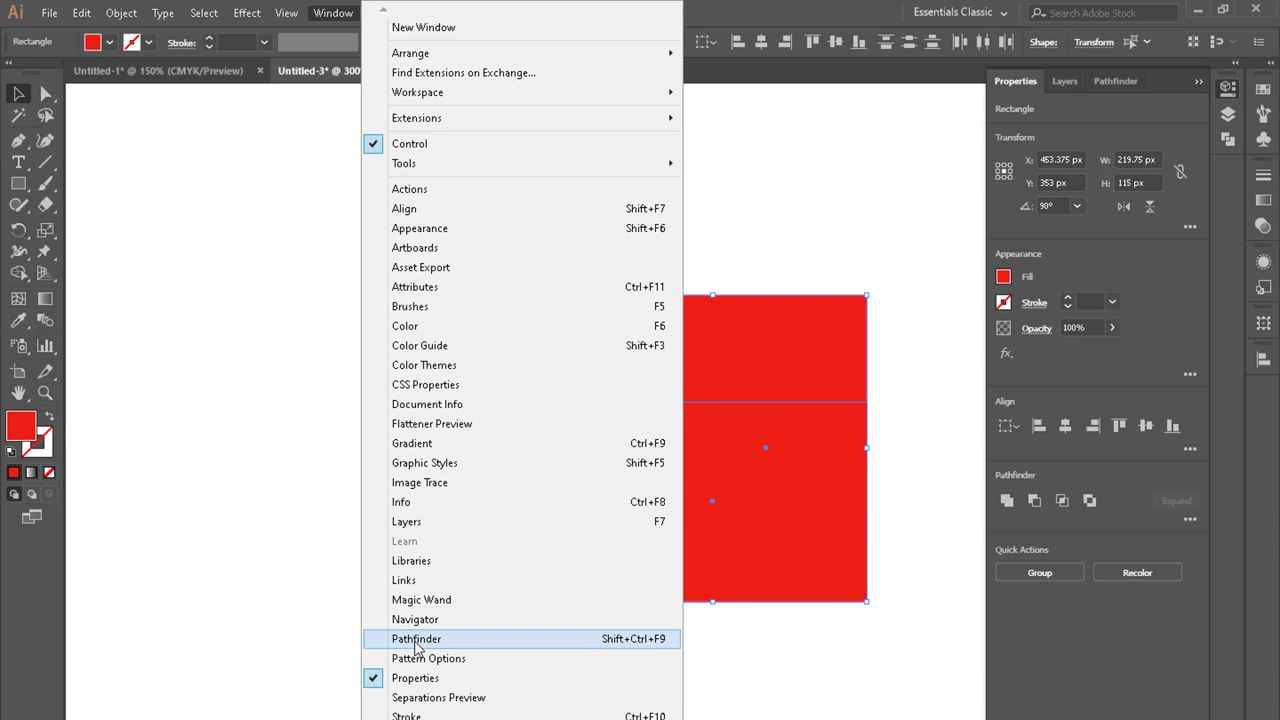 Ai File Edit Object Type Select Effect View Window Essentials Classic Search Adobe Stock
Rectangle Stroke: Shape: Transform
Untitled-1* @ 150% (CMYK/Preview) × Untitled-3* @ 300
New Window
Arrange
Find Extensions on Exchange...
Workspace
Extensions
Control
Tools
Actions
Align Shift+F7
Appearance Shift+F6
Artboards
Asset Export
Attributes Ctrl+F11
Brushes F5
Color F6
Color Guide Shift+F3
Color Themes
CSS Properties
Document Info
Flattener Preview
Gradient Ctrl+F9
Graphic Styles Shift+F5
Image Trace
Info Ctrl+F8
Layers F7
Learn
Libraries
Links
Magic Wand
Navigator
Pathfinder Shift+Ctrl+F9
Pattern Options
Properties
Separations Preview
Stroke Ctrl+F10
Properties Layers Pathfinder
Rectangle
Transform
X: 453.375 px W: 219.75 px
Y: 353 px H: 115 px
90°
Appearance
Fill
Stroke
Opacity 100%
fx.
Align
Pathfinder
Expand
Quick Actions
Group Recolor